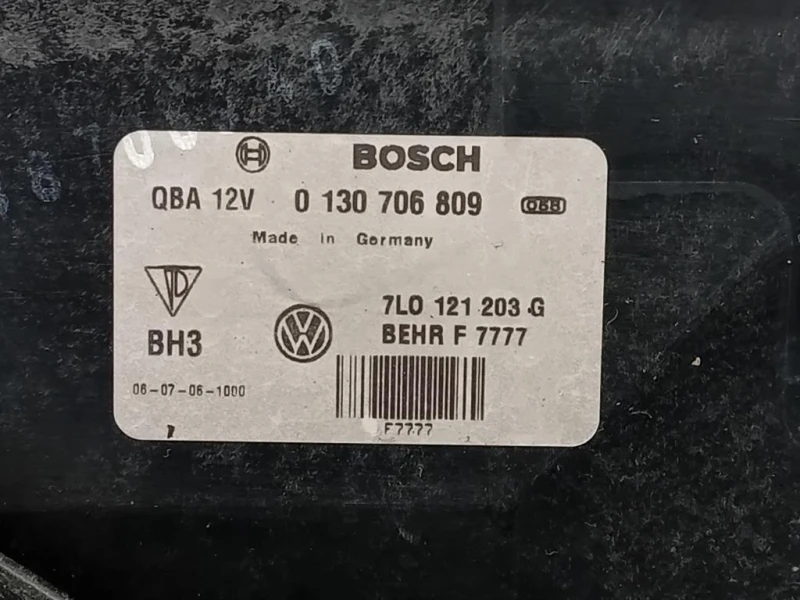 BOSCH
QBA 12V 0 130 706 809
Made in Germany
7L0 121 203 G
BH3
BEHR F 7777
06-07-06-1000
F7777